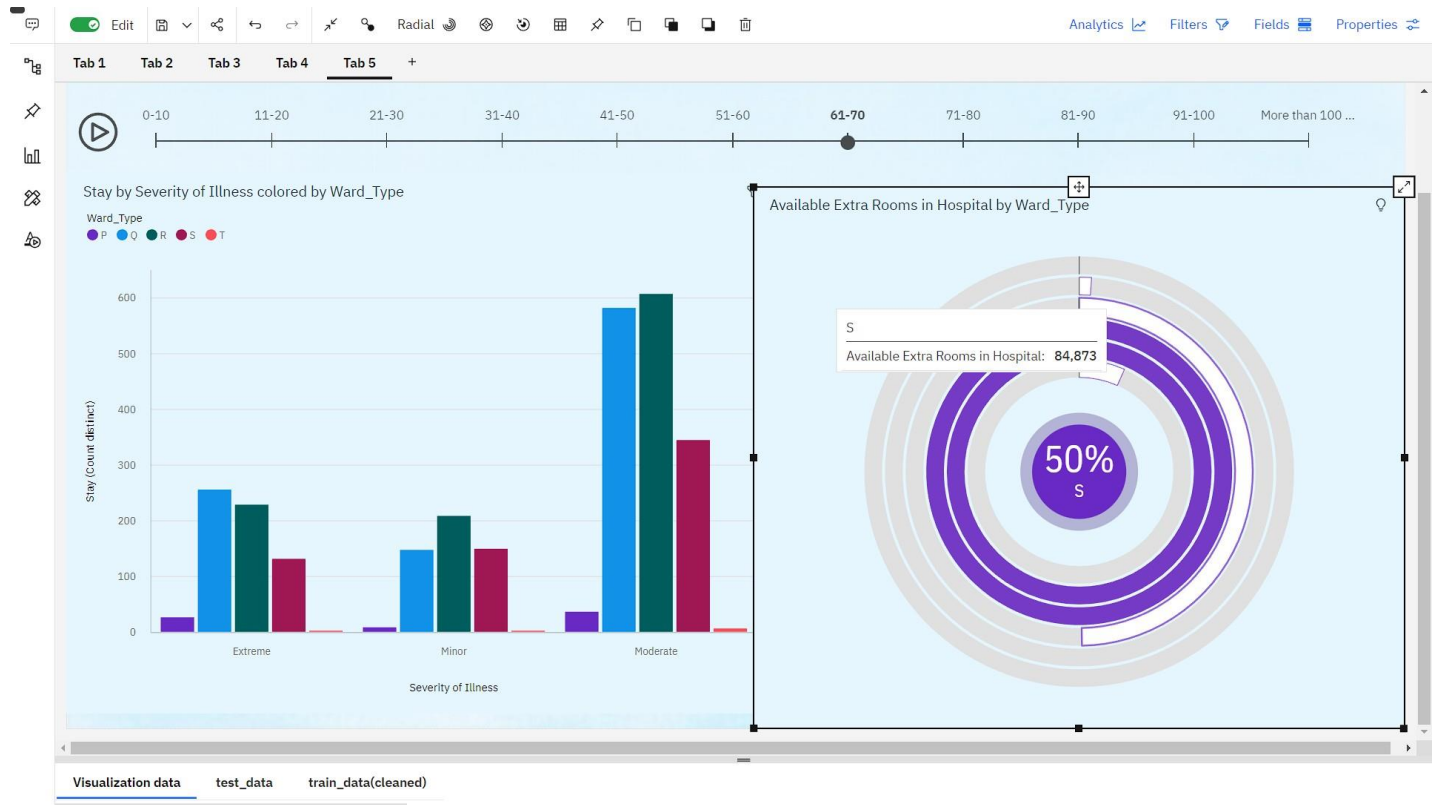 Edit Radial Analytics Filters Fields Properties
Tab 1 Tab 2 Tab 3 Tab 4 Tab 5 +
0-10 11-20 21-30 31-40 41-50 51-60 61-70 71-80 81-90 91-100 More than 100 ...
Stay by Severity of Illness colored by Ward_Type
Ward_Type
P Q R S T
600
500
400
300
200
100
0
Stay (Count distinct)
Extreme Minor Moderate
Severity of Illness
Available Extra Rooms in Hospital by Ward_Type
S
Available Extra Rooms in Hospital: 84,873
50%
S
Visualization data test_data train_data(cleaned)